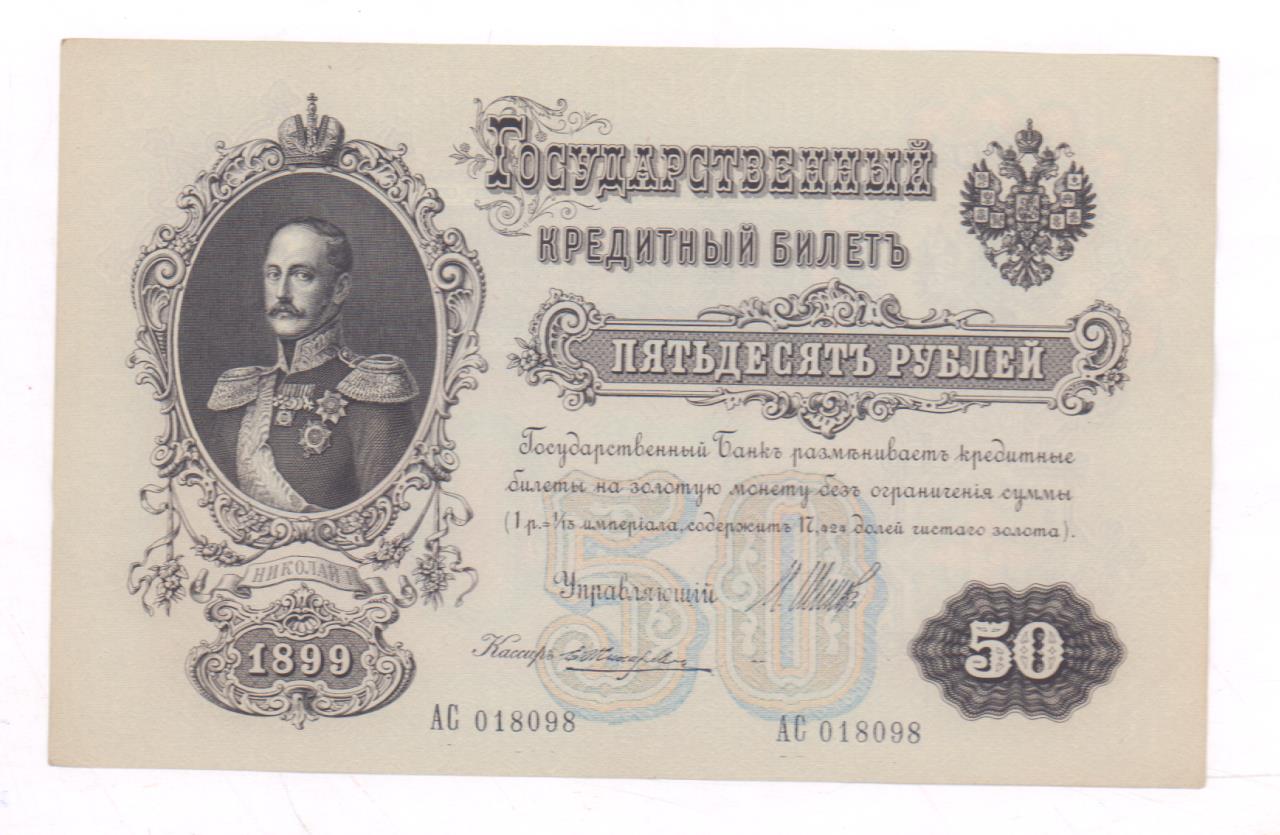 Государственный
кредитный билетъ
ПЯТЬДЕСЯТЪ РУБЛЕЙ
Государственный Банкъ размѣниваетъ кредитные
билеты на золотую монету безъ ограниченія суммы
(1 р.=1/15 имперіала, содержитъ 17,424 долей чистаго золота).
Управляющій
Кассиръ
НИКОЛАЙ I
1899
50
50
АС 018098
АС 018098